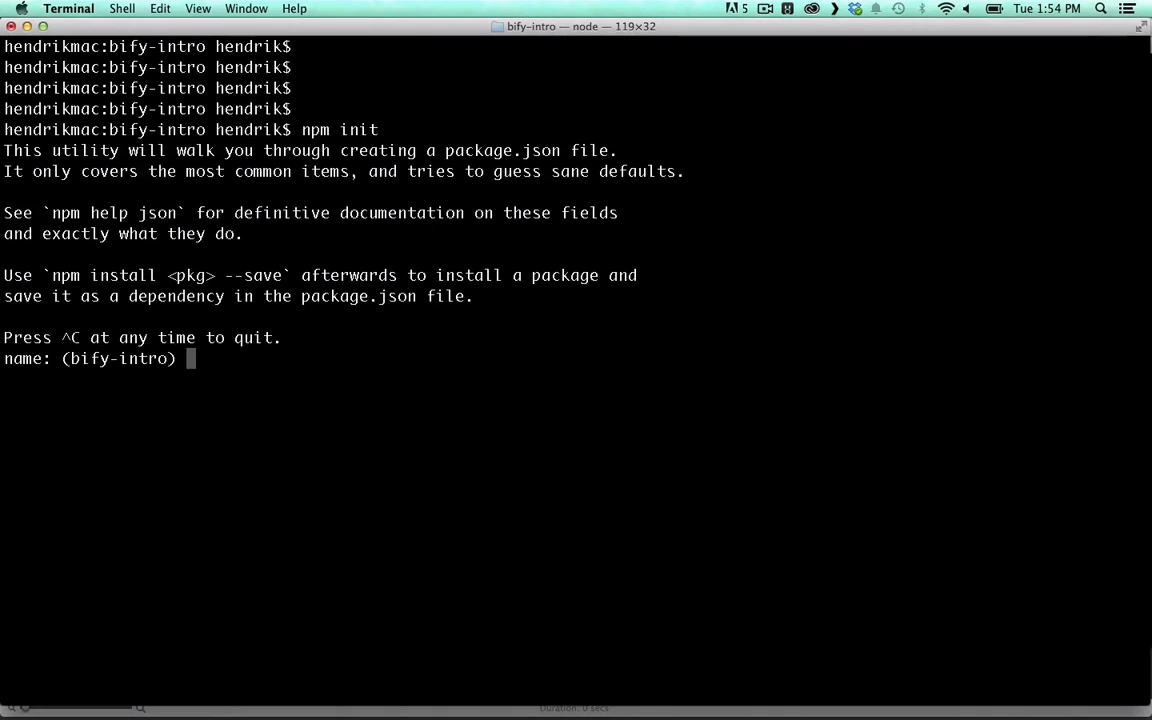 Terminal Shell Edit View Window Help 5 Tue 1:54 PM
bify-intro — node — 119×32
hendrikmac:bify-intro hendrik$
hendrikmac:bify-intro hendrik$
hendrikmac:bify-intro hendrik$
hendrikmac:bify-intro hendrik$
hendrikmac:bify-intro hendrik$ npm init
This utility will walk you through creating a package.json file.
It only covers the most common items, and tries to guess sane defaults.
See `npm help json` for definitive documentation on these fields
and exactly what they do.
Use `npm install <pkg> --save` afterwards to install a package and
save it as a dependency in the package.json file.
Press ^C at any time to quit.
name: (bify-intro)
Duration: 0 secs